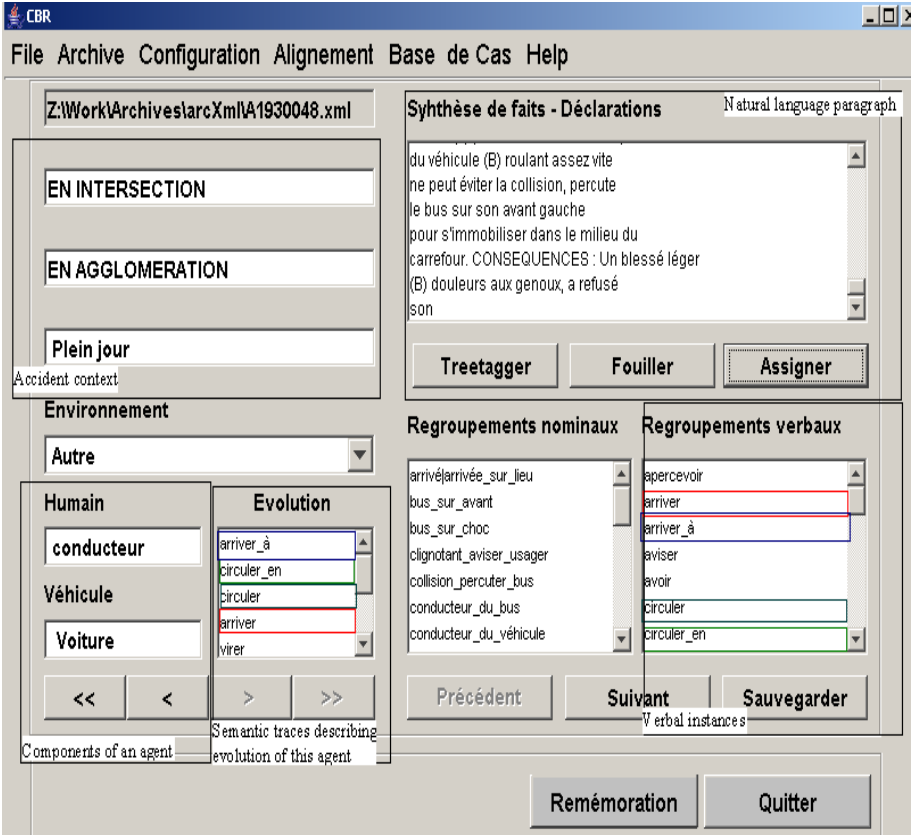 CBR
File Archive Configuration Alignement Base de Cas Help
Z:\Work\Archives\arcXml\A1930048.xml
EN INTERSECTION
EN AGGLOMERATION
Plein jour
Accident context
Environnement
Autre
Humain
conducteur
Véhicule
Voiture
<< < > >>
Components of an agent
Evolution
arriver_à
circuler_en
circuler
arriver
virer
Semantic traces describing
evolution of this agent
Syhthèse de faits - Déclarations
Natural language paragraph
du véhicule (B) roulant assez vite
ne peut éviter la collision, percute
le bus sur son avant gauche
pour s'immobiliser dans le milieu du
carrefour. CONSEQUENCES : Un blessé léger
(B) douleurs aux genoux, a refusé
son
Treetagger Fouiller Assigner
Regroupements nominaux
arrivé|arrivée_sur_lieu
bus_sur_avant
bus_sur_choc
clignotant_aviser_usager
collision_percuter_bus
conducteur_du_bus
conducteur_du_véhicule
Regroupements verbaux
apercevoir
arriver
arriver_à
aviser
avoir
circuler
circuler_en
Précédent Suivant Sauvegarder
Verbal instances
Remémoration Quitter